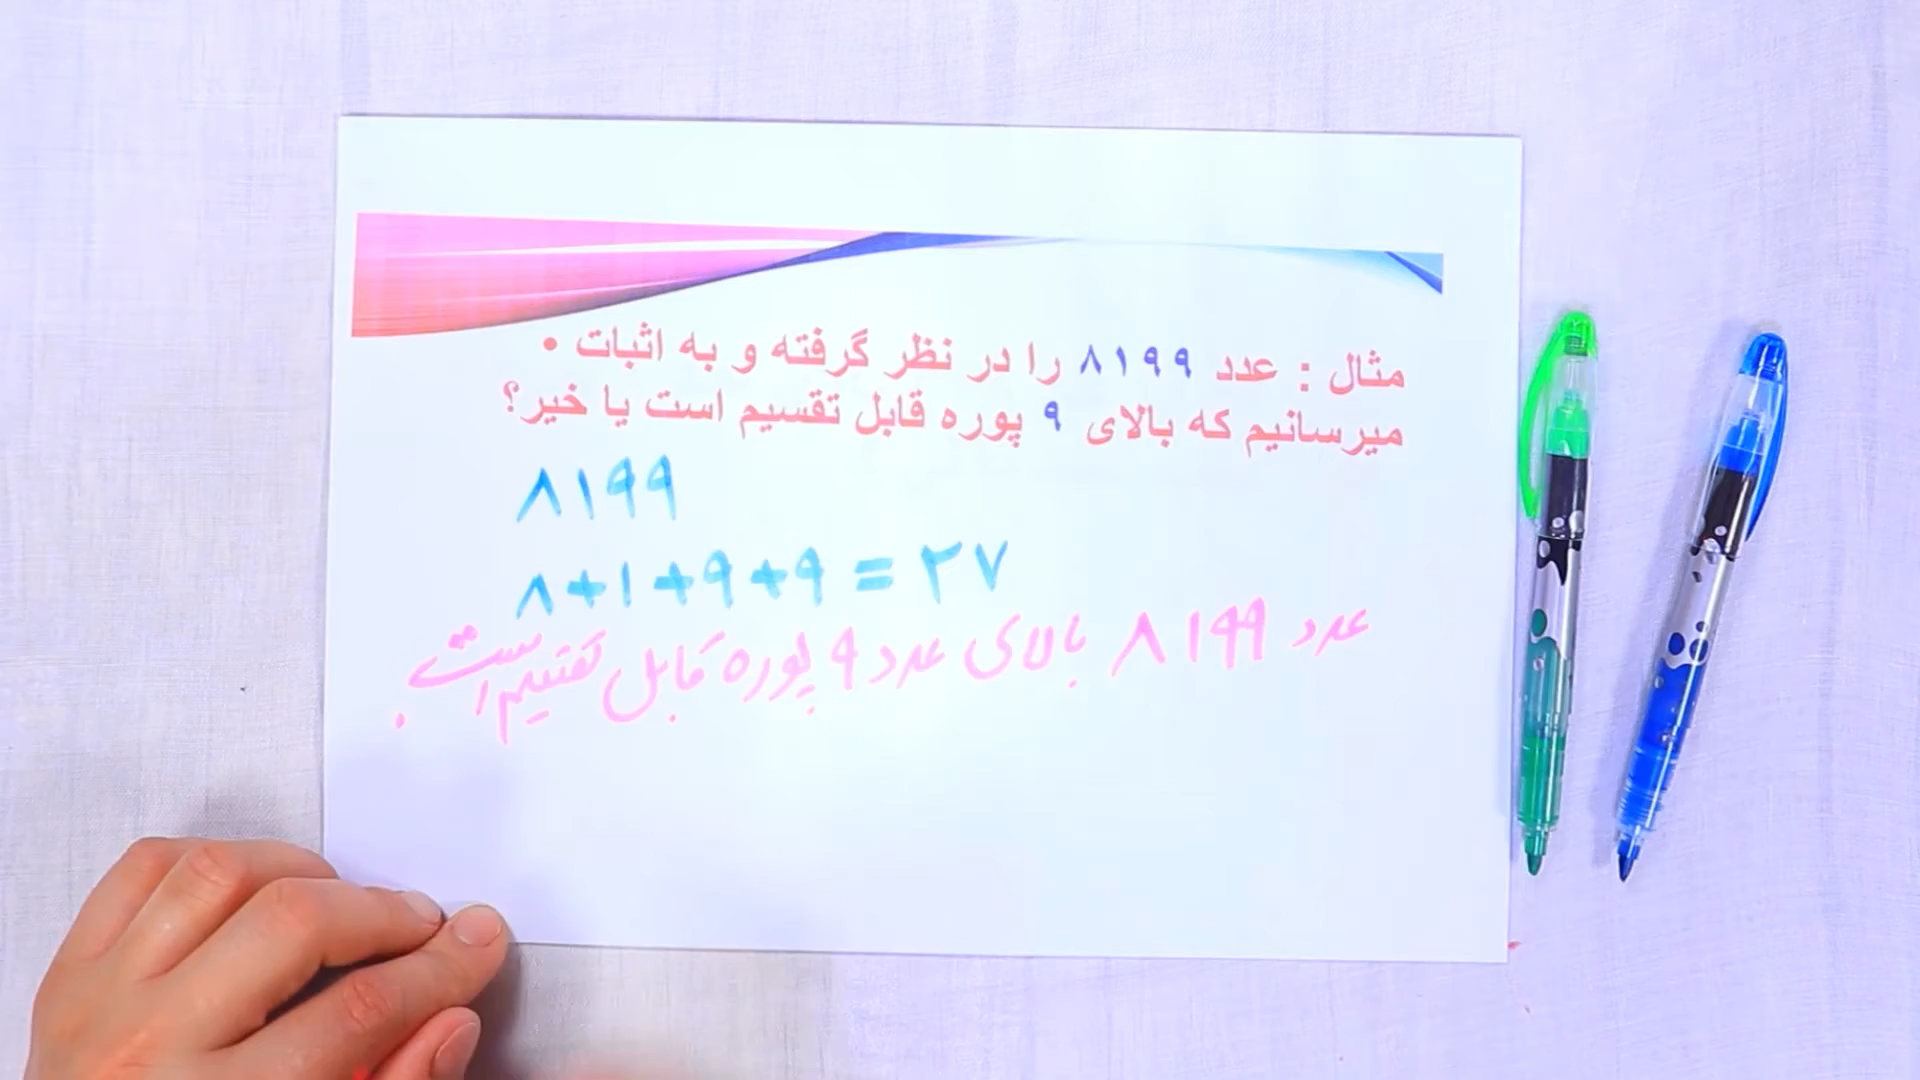 مثال : عدد ۸۱۹۹ را در نظر گرفته و به اثبات •
میرسانیم که بالای ۹ پوره قابل تقسیم است یا خیر؟
۸۱۹۹
۸+۱+۹+۹ = ۲۷
عدد ۸۱۹۹ بالای عدد ۹ پوره قابل تقسیم است.